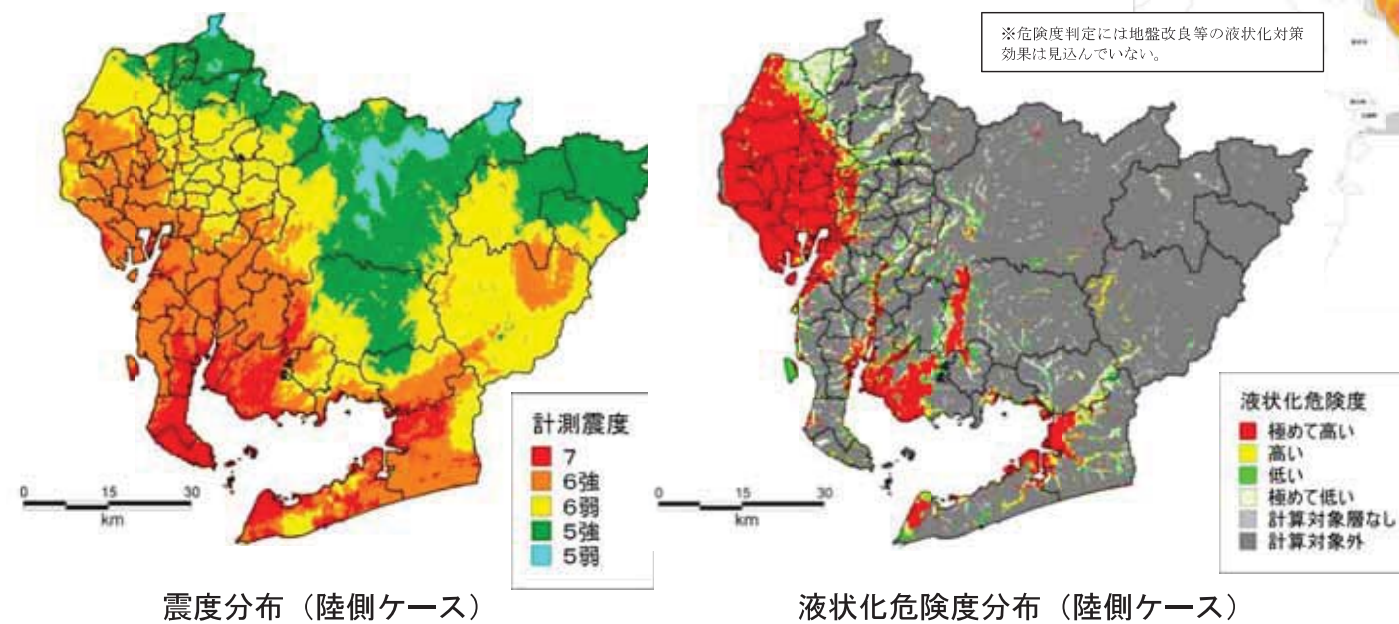 ※危険度判定には地盤改良等の液状化対策
効果は見込んでいない。
計測震度
7
6強
6弱
5強
5弱
0 15 30
km
震度分布（陸側ケース）
液状化危険度
極めて高い
高い
低い
極めて低い
計算対象層なし
計算対象外
0 15 30
km
液状化危険度分布（陸側ケース）